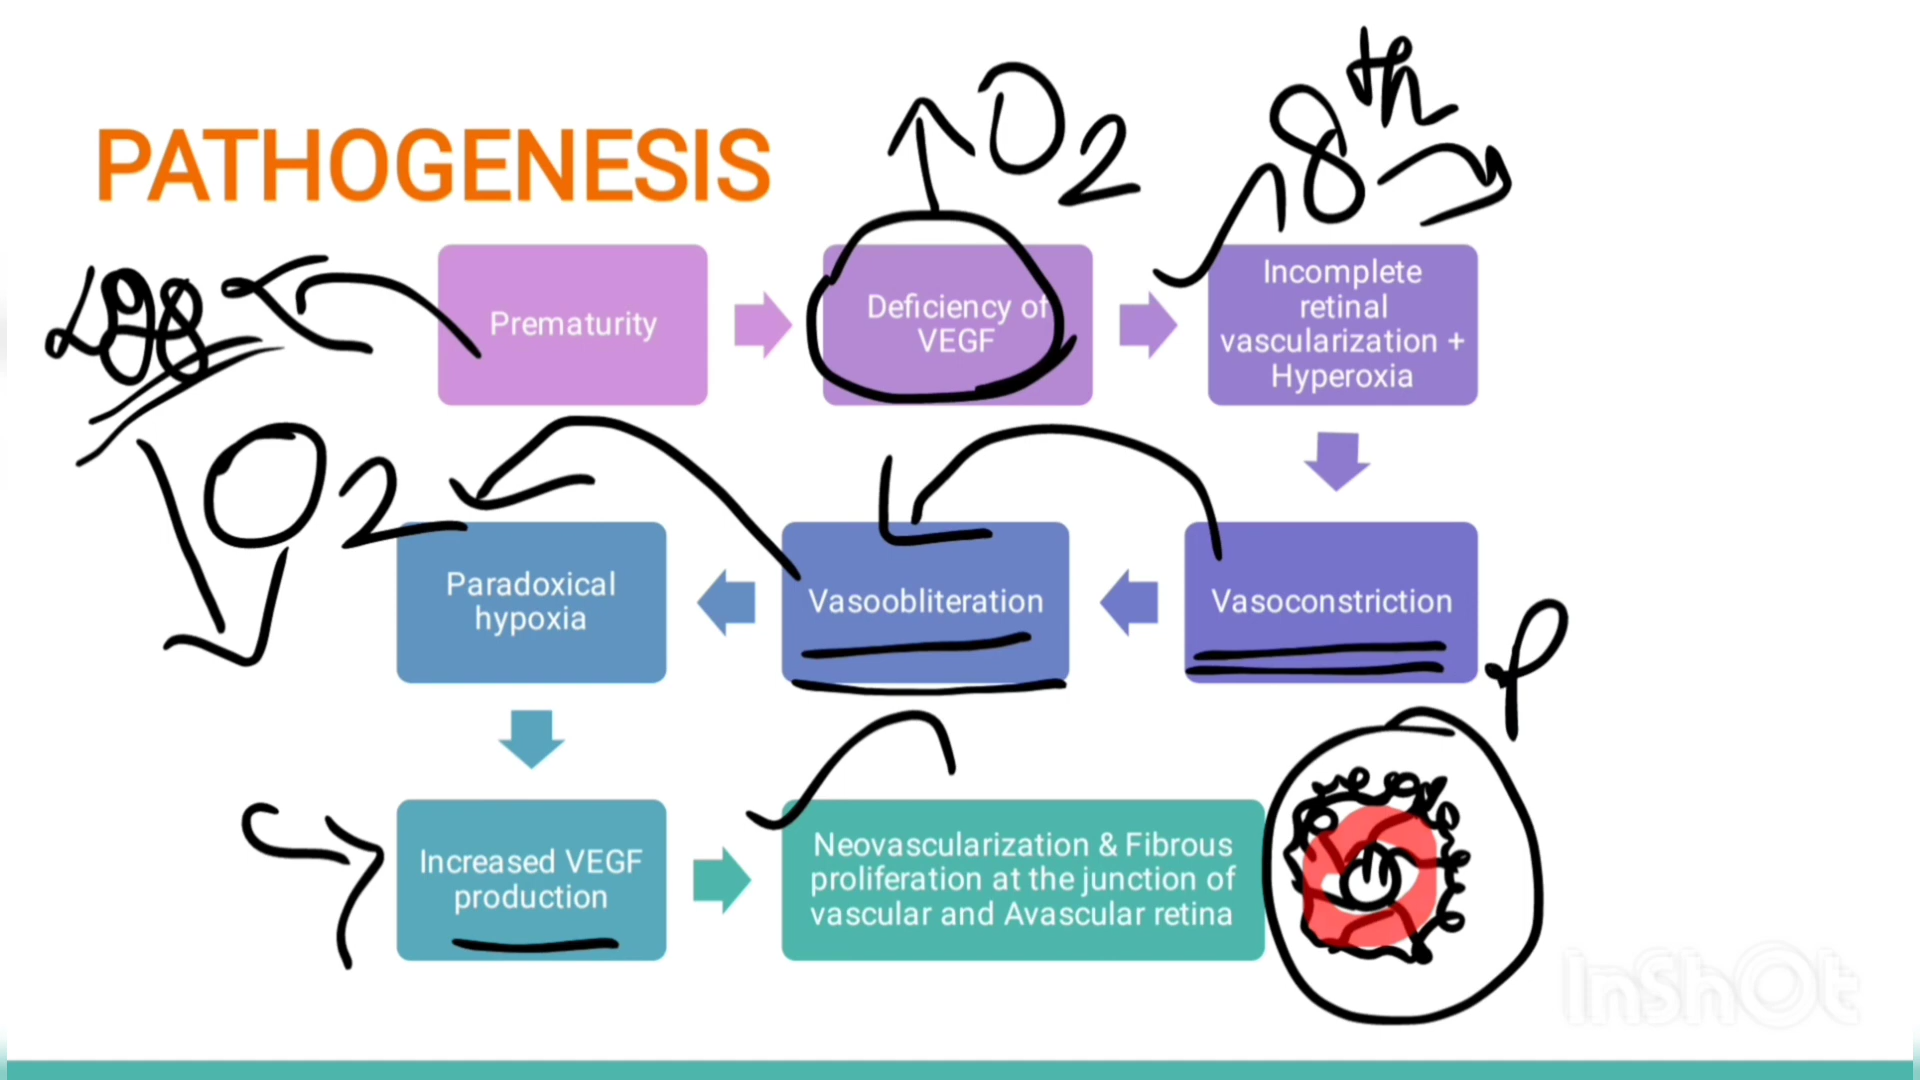 PATHOGENESIS
↑O2
8th
Prematurity
Deficiency of
VEGF
Incomplete
retinal
vascularization +
Hyperoxia
O2
Paradoxical
hypoxia
Vasoobliteration
Vasoconstriction
P
Increased VEGF
production
Neovascularization & Fibrous
proliferation at the junction of
vascular and Avascular retina
InShOt